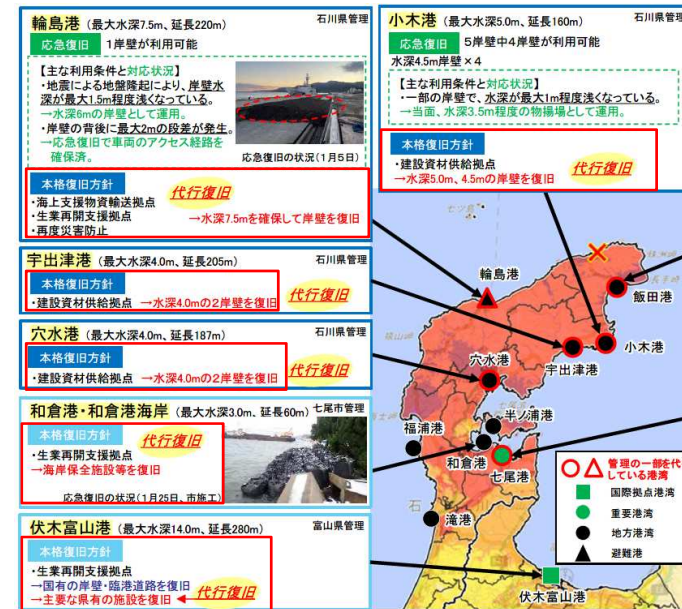 輪島港（最大水深7.5m、延長220m） 石川県管理
応急復旧 1岸壁が利用可能
【主な利用条件と対応状況】
・地震による地盤隆起により、岸壁水
深が最大1.5m程度浅くなっている。
→水深6mの岸壁として運用。
・岸壁の背後に最大2mの段差が発生。
→応急復旧で車両のアクセス経路を
確保済。
応急復旧の状況（1月5日）
本格復旧方針
代行復旧
・海上支援物資輸送拠点
・生業再開支援拠点 →水深7.5mを確保して岸壁を復旧
・再度災害防止
小木港（最大水深5.0m、延長160m） 石川県管理
応急復旧 5岸壁中4岸壁が利用可能
水深4.5m岸壁×4
【主な利用条件と対応状況】
・一部の岸壁で、水深が最大1m程度浅くなっている。
→当面、水深3.5m程度の物揚場として運用。
本格復旧方針
・建設資材供給拠点 代行復旧
→水深5.0m、4.5mの岸壁を復旧
宇出津港（最大水深4.0m、延長205m） 石川県管理
本格復旧方針
・建設資材供給拠点 →水深4.0mの2岸壁を復旧 代行復旧
穴水港（最大水深4.0m、延長187m） 石川県管理
本格復旧方針
・建設資材供給拠点 →水深4.0mの2岸壁を復旧 代行復旧
和倉港・和倉港海岸（最大水深3.0m、延長60m） 七尾市管理
本格復旧方針 代行復旧
・生業再開支援拠点
→海岸保全施設等を復旧
応急復旧の状況（1月25日、市施工）
伏木富山港（最大水深14.0m、延長280m） 富山県管理
本格復旧方針
・生業再開支援拠点
→国有の岸壁・臨港道路を復旧
→主要な県有の施設を復旧 代行復旧
輪島港
飯田港
小木港
宇出津港
穴水港
半ノ浦港
福浦港
和倉港
七尾港
滝港
伏木富山港
管理の一部を代
している港湾
国際拠点港湾
重要港湾
地方港湾
避難港